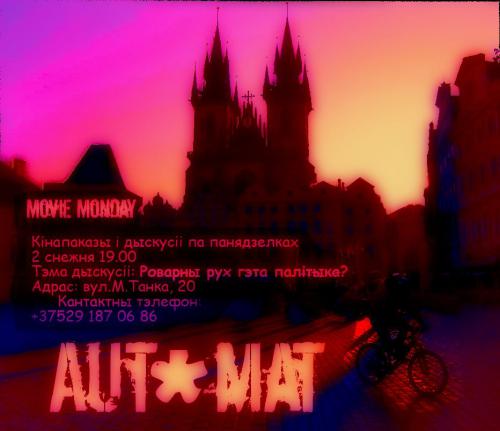 MOVIE MONDAY
Кінапаказы і дыскусіі па панядзелках
2 снежня 19.00
Тэма дыскусіі: Роварны рух гэта палітыка?
Адрас: вул.М.Танка, 20
Кантактны тэлефон:
+37529 187 06 86
AUT*MAT